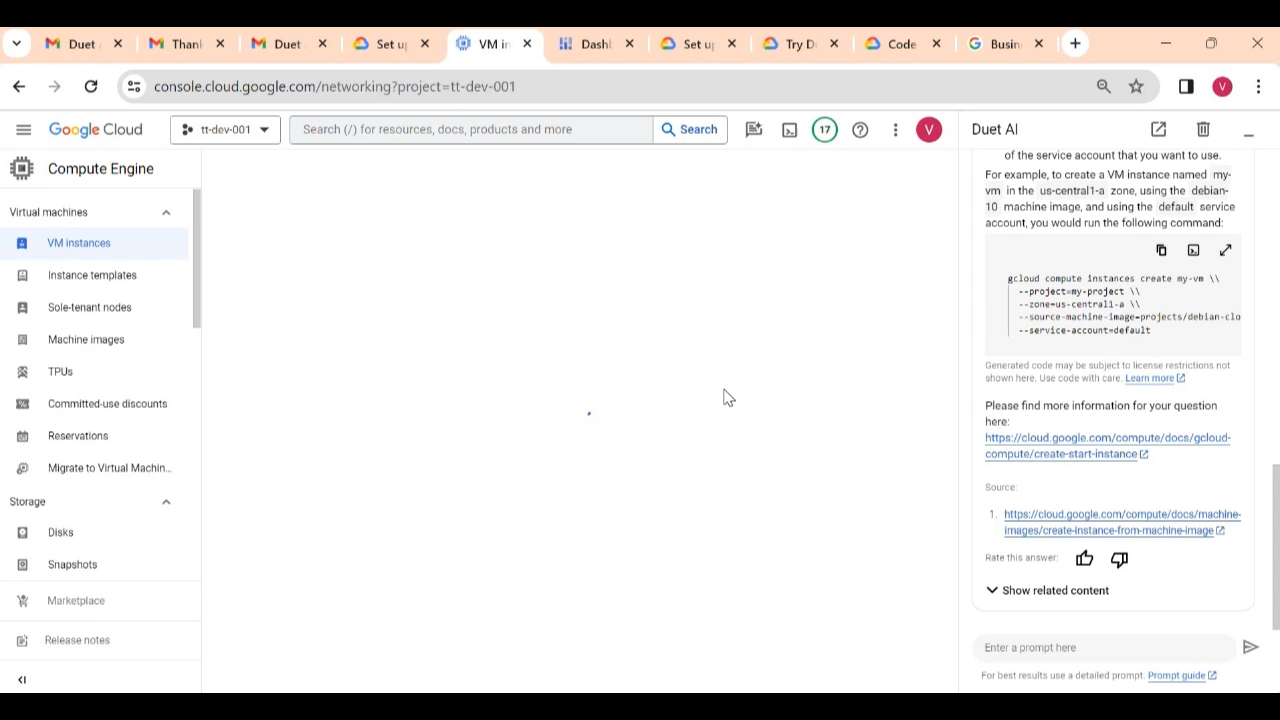 Duet
Thanl
Duet
Set u
VM in
Dashl
Set u
Try D
Code
Busin
console.cloud.google.com/networking?project=tt-dev-001
V
Google Cloud
tt-dev-001
Search (/) for resources, docs, products and more
Search
17
V
Duet AI
Compute Engine
Virtual machines
VM instances
Instance templates
Sole-tenant nodes
Machine images
TPUs
Committed-use discounts
Reservations
Migrate to Virtual Machin...
Storage
Disks
Snapshots
Marketplace
Release notes
of the service account that you want to use.
For example, to create a VM instance named my-
vm in the us-central1-a zone, using the debian-
10 machine image, and using the default service
account, you would run the following command:
gcloud compute instances create my-vm \\
--project=my-project \\
--zone=us-central1-a \\
--source-machine-image=projects/debian-clo
--service-account=default
Generated code may be subject to license restrictions not
shown here. Use code with care. Learn more
Please find more information for your question
here:
https://cloud.google.com/compute/docs/gcloud-
compute/create-start-instance
Source:
1. https://cloud.google.com/compute/docs/machine-
images/create-instance-from-machine-image
Rate this answer:
Show related content
Enter a prompt here
For best results use a detailed prompt. Prompt guide